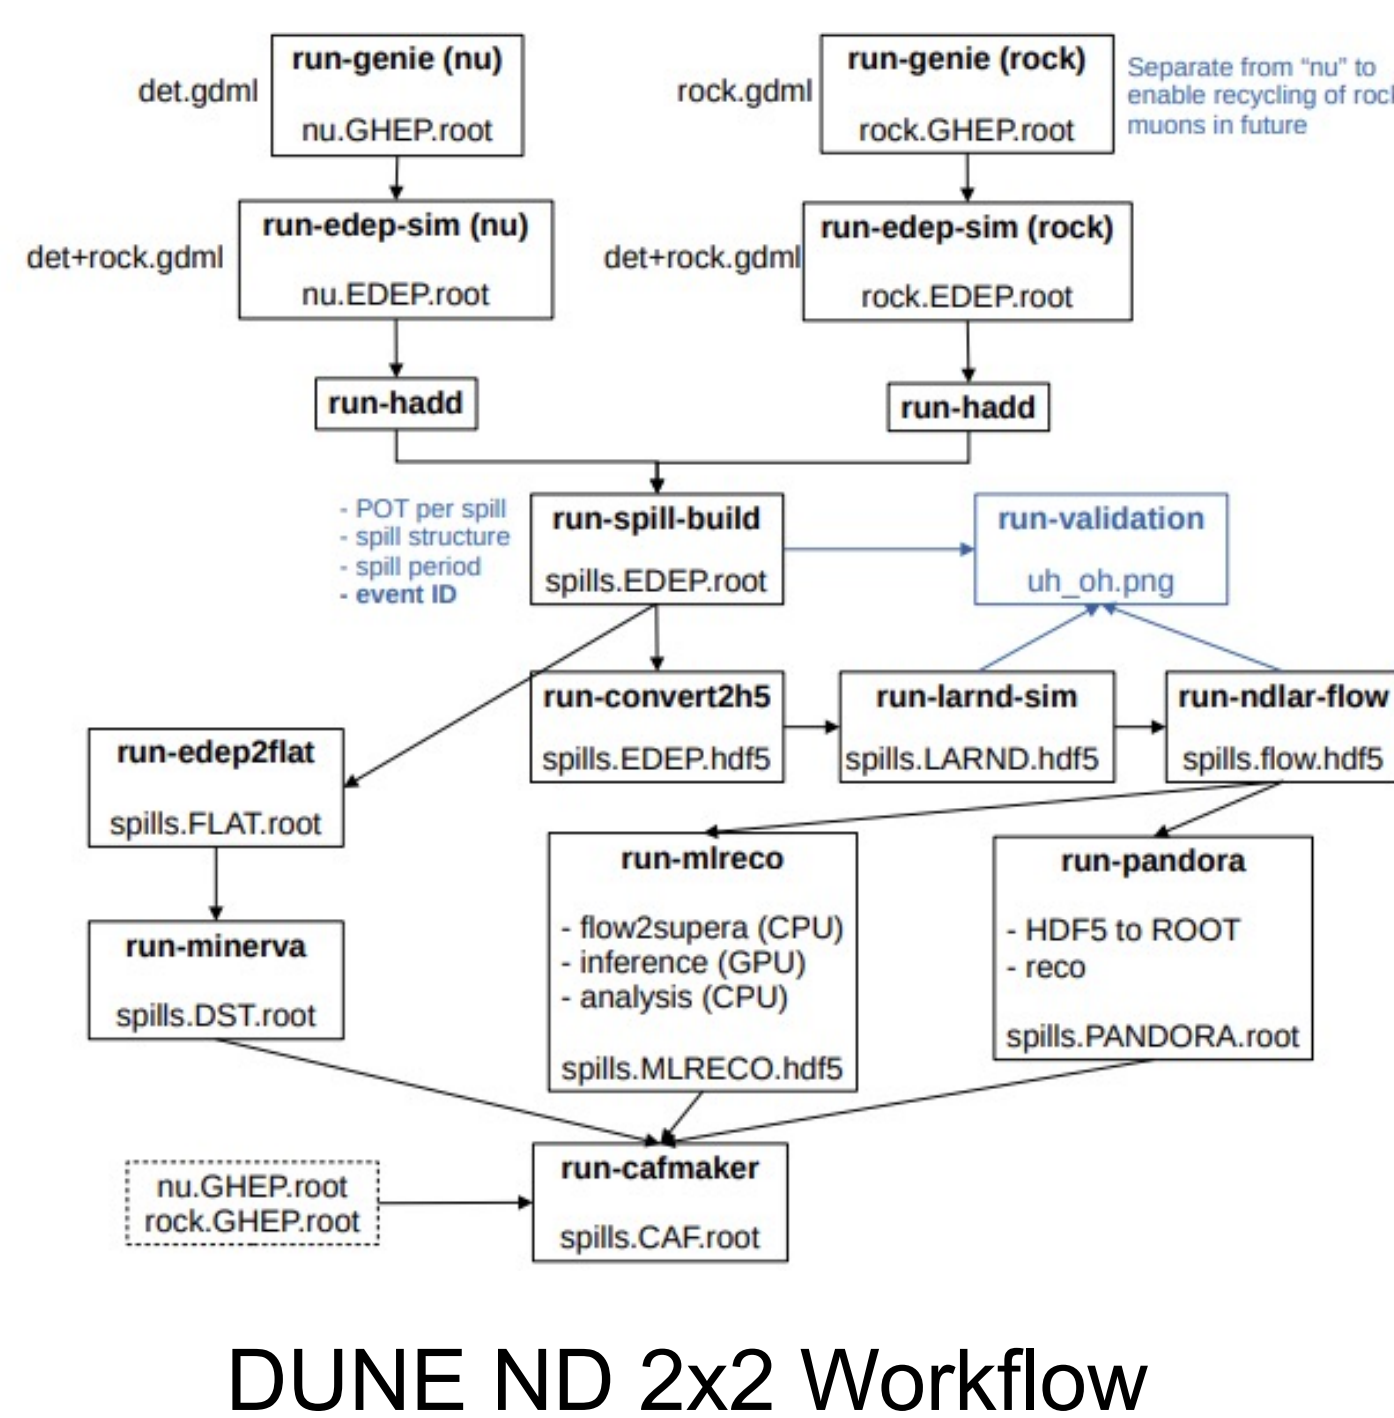 run-genie (nu)
det.gdml
nu.GHEP.root
run-genie (rock)
rock.gdml
rock.GHEP.root
Separate from “nu” to
enable recycling of roc
muons in future
run-edep-sim (nu)
det+rock.gdml
nu.EDEP.root
run-edep-sim (rock)
det+rock.gdml
rock.EDEP.root
run-hadd
run-hadd
- POT per spill
- spill structure
- spill period
- event ID
run-spill-build
spills.EDEP.root
run-validation
uh_oh.png
run-convert2h5
spills.EDEP.hdf5
run-larnd-sim
spills.LARND.hdf5
run-ndlar-flow
spills.flow.hdf5
run-edep2flat
spills.FLAT.root
run-mlreco
- flow2supera (CPU)
- inference (GPU)
- analysis (CPU)
spills.MLRECO.hdf5
run-pandora
- HDF5 to ROOT
- reco
spills.PANDORA.root
run-minerva
spills.DST.root
nu.GHEP.root
rock.GHEP.root
run-cafmaker
spills.CAF.root
DUNE ND 2x2 Workflow